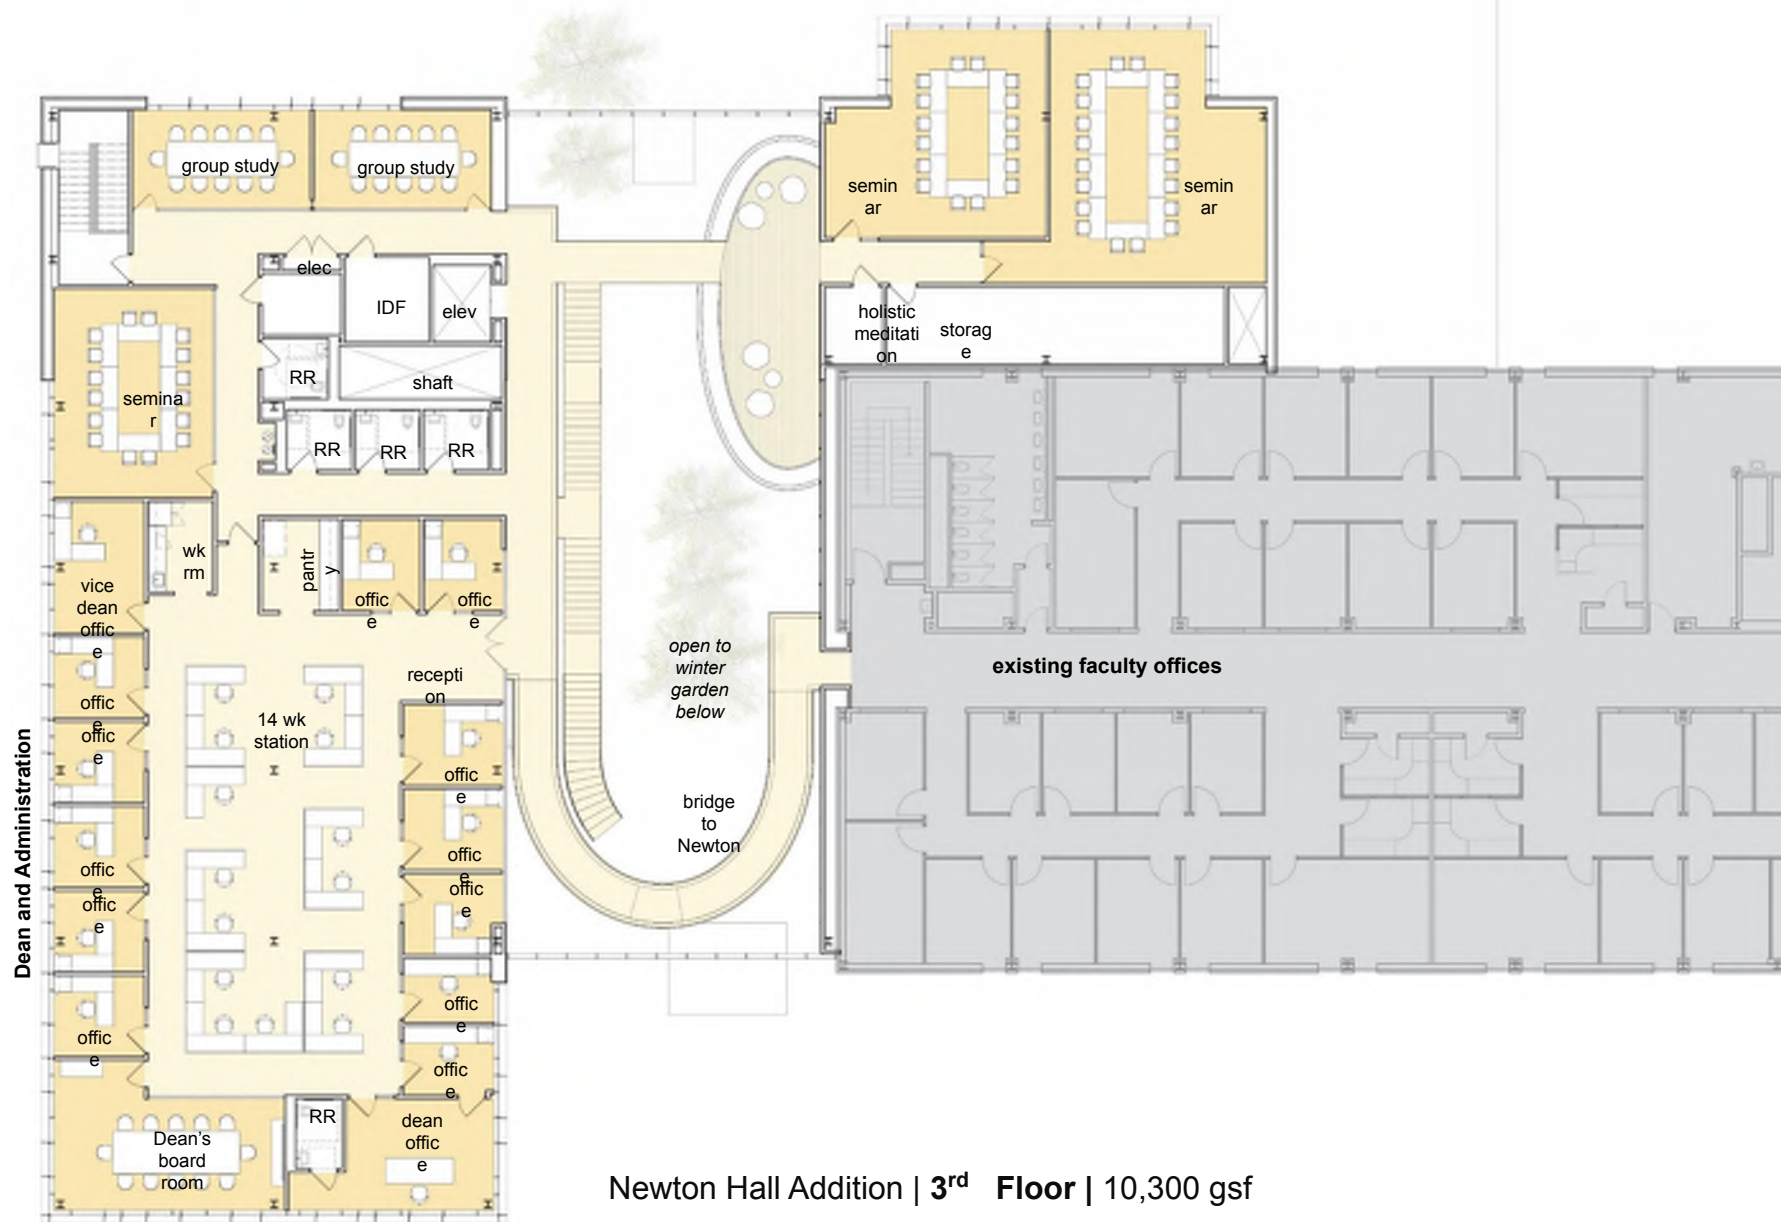 group study
group study
semin
ar
semin
ar
elec
IDF
elev
holistic
meditati
on
storag
e
RR
shaft
semina
r
RR
RR
RR
wk
rm
pantr
y
vice
dean
offic
e
offic
e
offic
e
offic
e
recepti
on
open to
winter
garden
below
existing faculty offices
14 wk
station
offic
e
offic
e
bridge
to
Newton
offic
e
offic
e
offic
e
offic
e
Dean and Administration
offic
e
offic
e
offic
e
RR
dean
offic
e
Dean's
board
room
Newton Hall Addition | 3rd Floor | 10,300 gsf